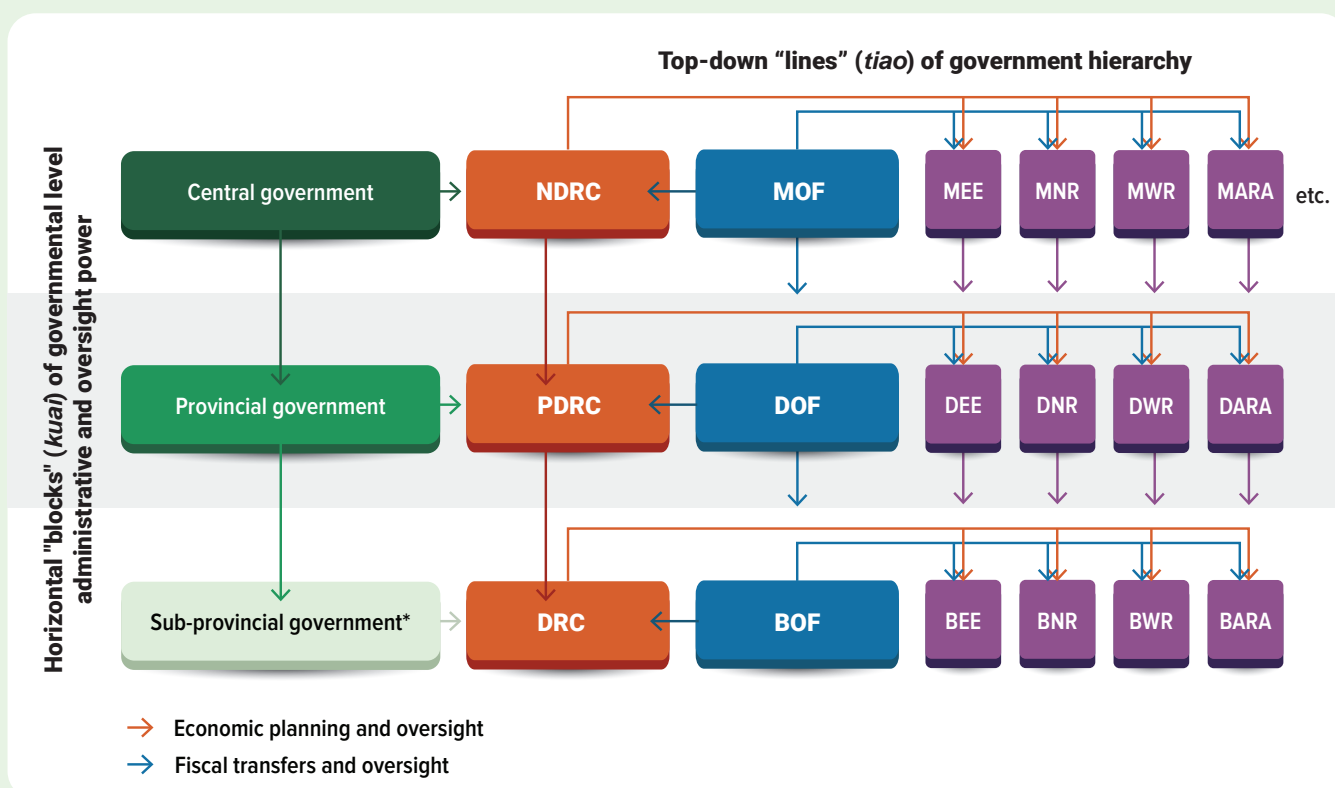 Top-down “lines” (tiao) of government hierarchy
Horizontal "blocks" (kuai) of governmental level
administrative and oversight power
Central government
NDRC
MOF
MEE
MNR
MWR
MARA
etc.
Provincial government
PDRC
DOF
DEE
DNR
DWR
DARA
Sub-provincial government*
DRC
BOF
BEE
BNR
BWR
BARA
Economic planning and oversight
Fiscal transfers and oversight